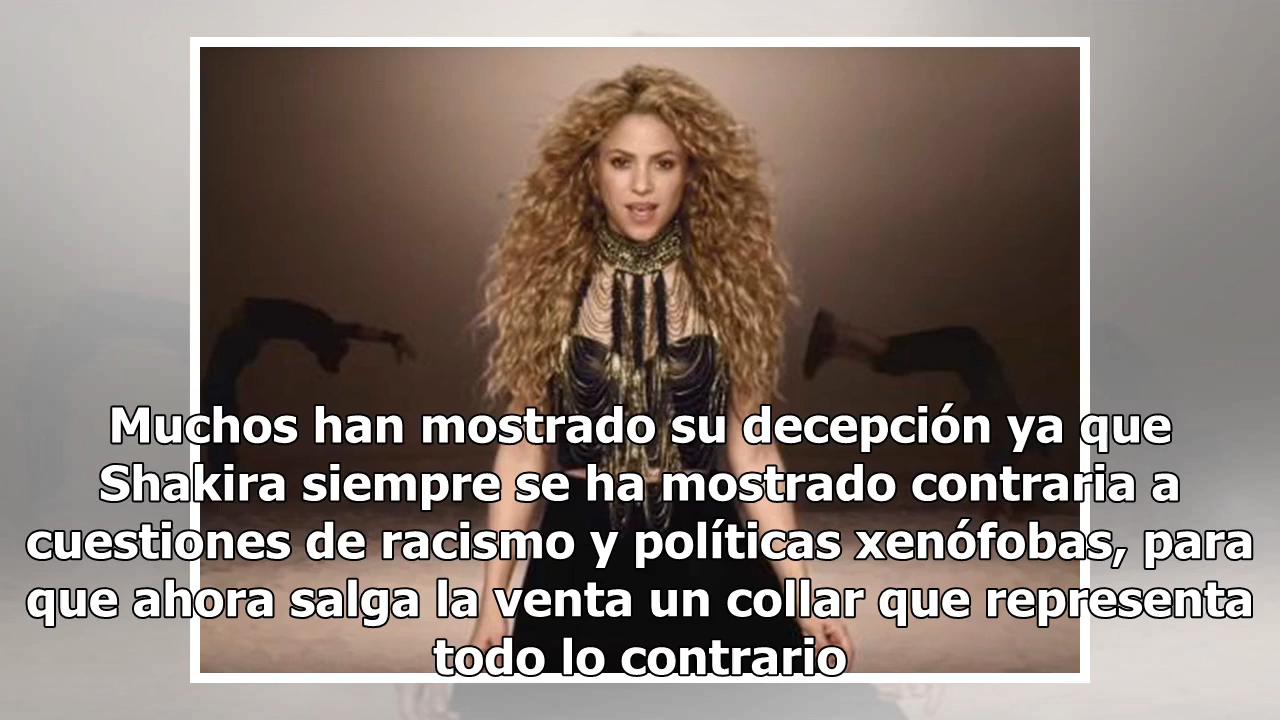 Muchos han mostrado su decepción ya que
Shakira siempre se ha mostrado contraria a
cuestiones de racismo y políticas xenófobas, para
que ahora salga la venta un collar que representa
todo lo contrario